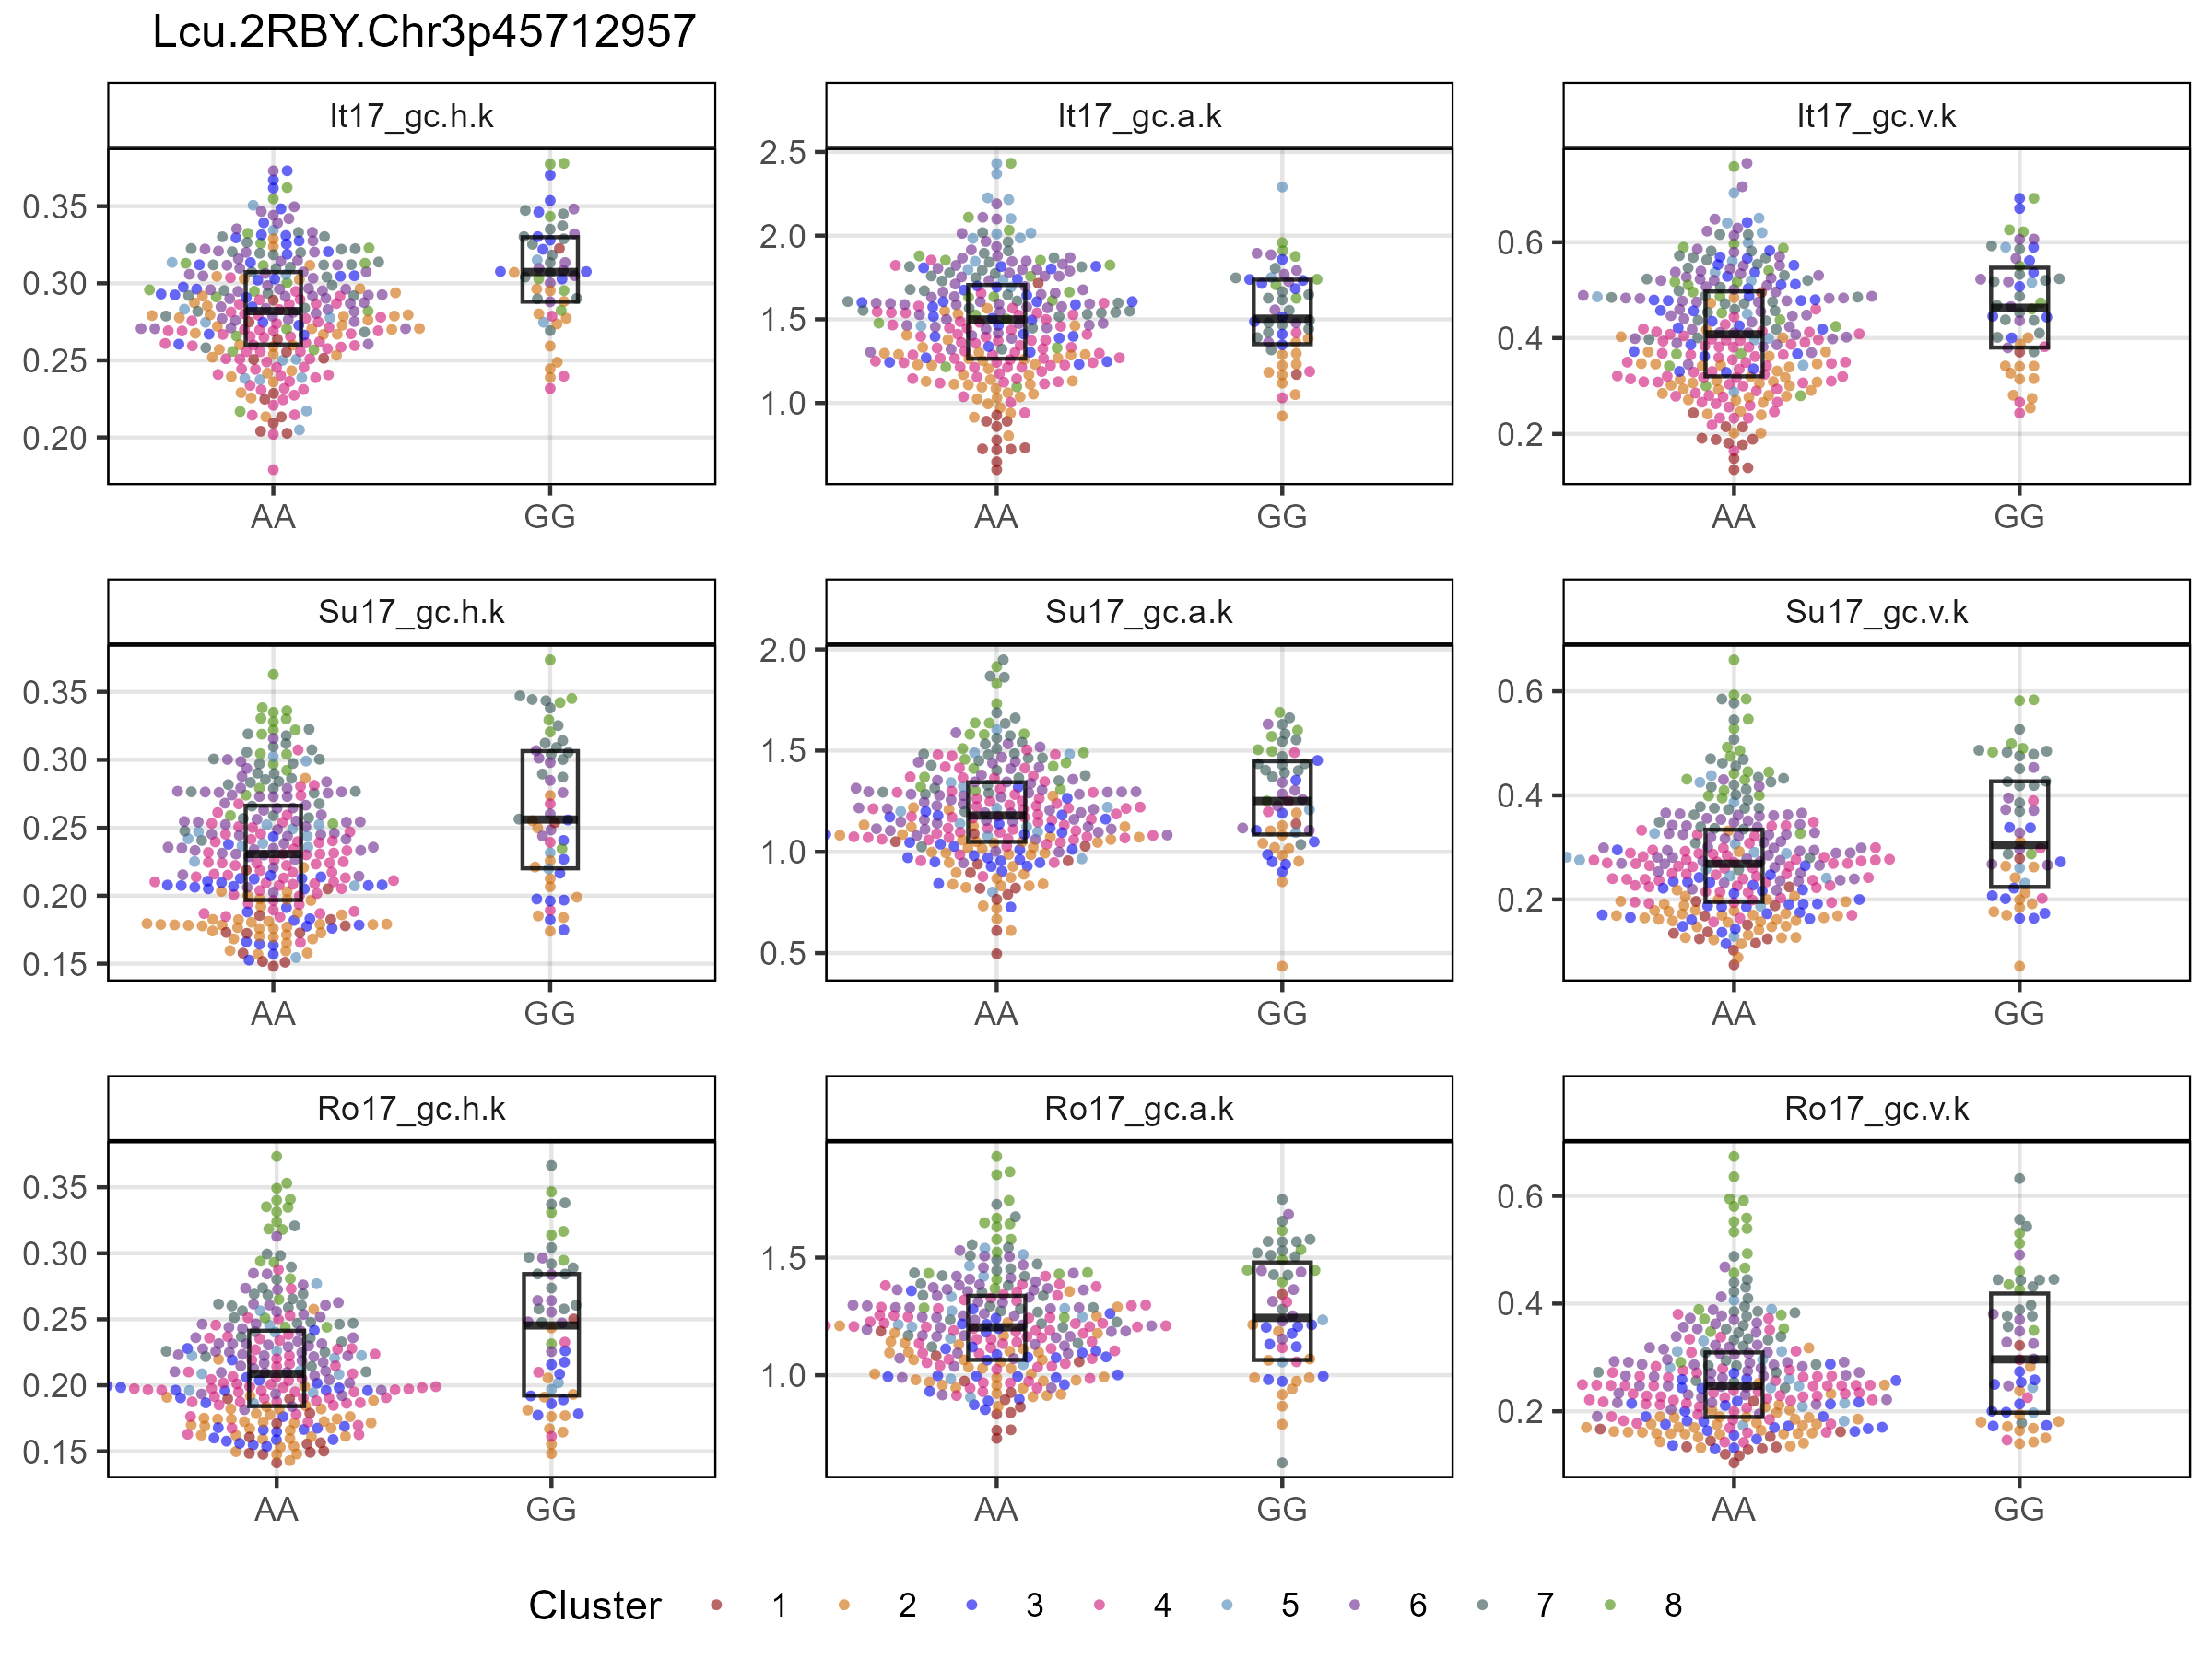 Lcu.2RBY.Chr3p45712957
It17_gc.h.k It17_gc.a.k It17_gc.v.k
0.35 0.30 0.25 0.20
2.5 2.0 1.5 1.0
0.6 0.4 0.2
AA GG AA GG AA GG
Su17_gc.h.k Su17_gc.a.k Su17_gc.v.k
0.35 0.30 0.25 0.20 0.15
2.0 1.5 1.0 0.5
0.6 0.4 0.2
AA GG AA GG AA GG
Ro17_gc.h.k Ro17_gc.a.k Ro17_gc.v.k
0.35 0.30 0.25 0.20 0.15
1.5 1.0
0.6 0.4 0.2
AA GG AA GG AA GG
Cluster 1 2 3 4 5 6 7 8